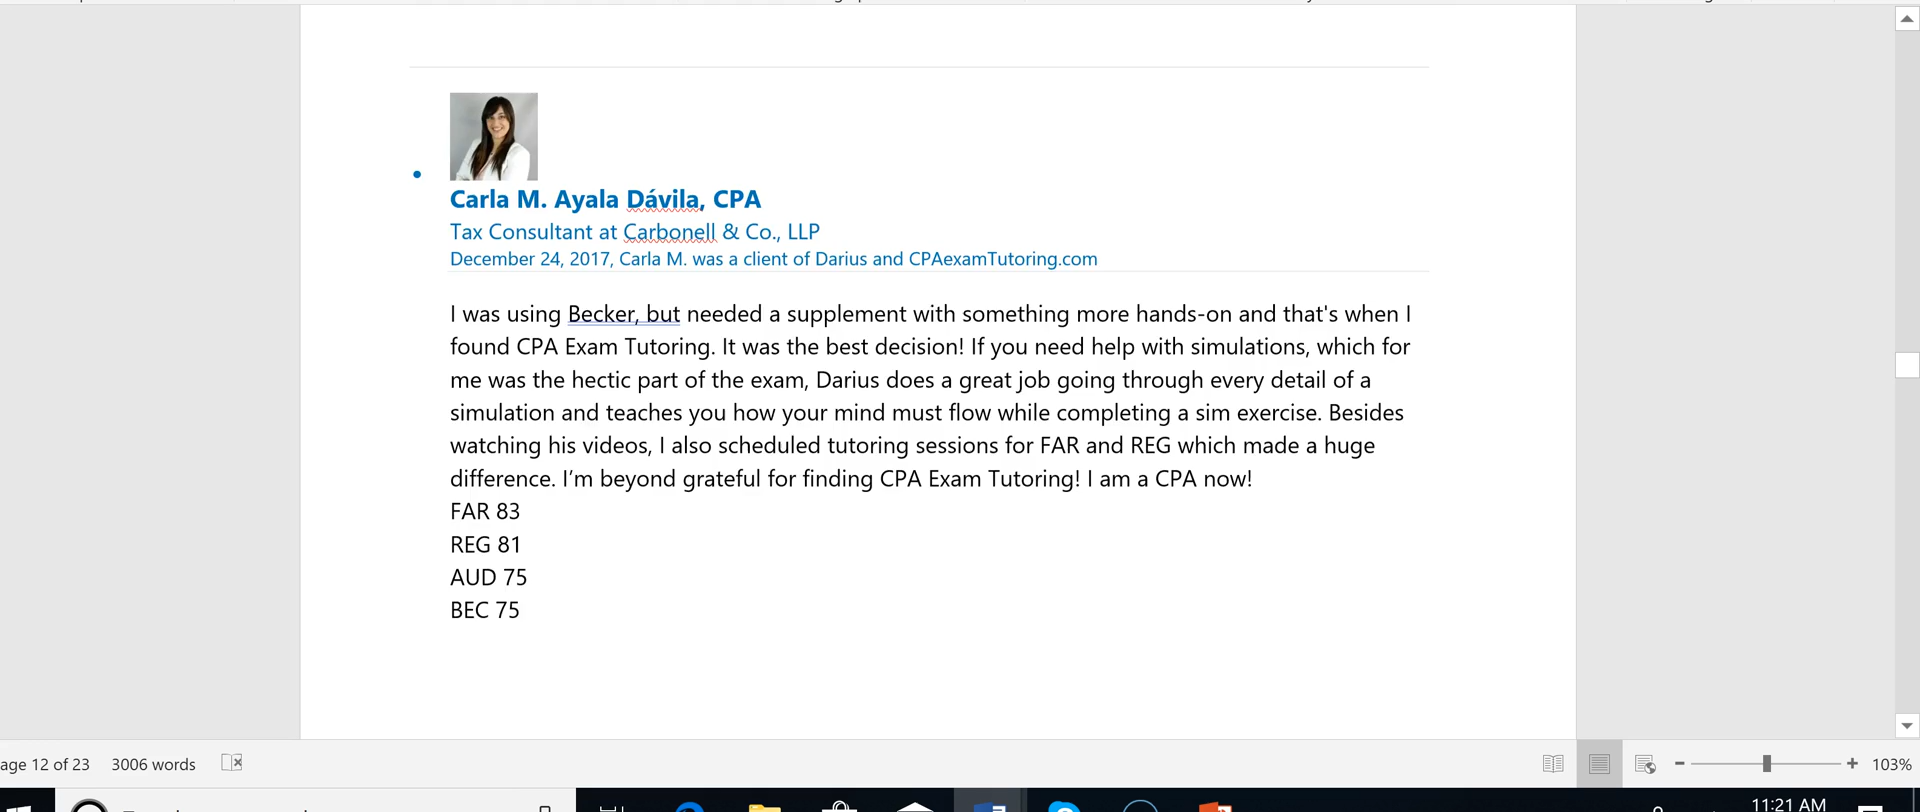 Carla M. Ayala Dávila, CPA
Tax Consultant at Carbonell & Co., LLP
December 24, 2017, Carla M. was a client of Darius and CPAexamTutoring.com
I was using Becker, but needed a supplement with something more hands-on and that's when I
found CPA Exam Tutoring. It was the best decision! If you need help with simulations, which for
me was the hectic part of the exam, Darius does a great job going through every detail of a
simulation and teaches you how your mind must flow while completing a sim exercise. Besides
watching his videos, I also scheduled tutoring sessions for FAR and REG which made a huge
difference. I’m beyond grateful for finding CPA Exam Tutoring! I am a CPA now!
FAR 83
REG 81
AUD 75
BEC 75
age 12 of 23 3006 words 103%
11:21 AM